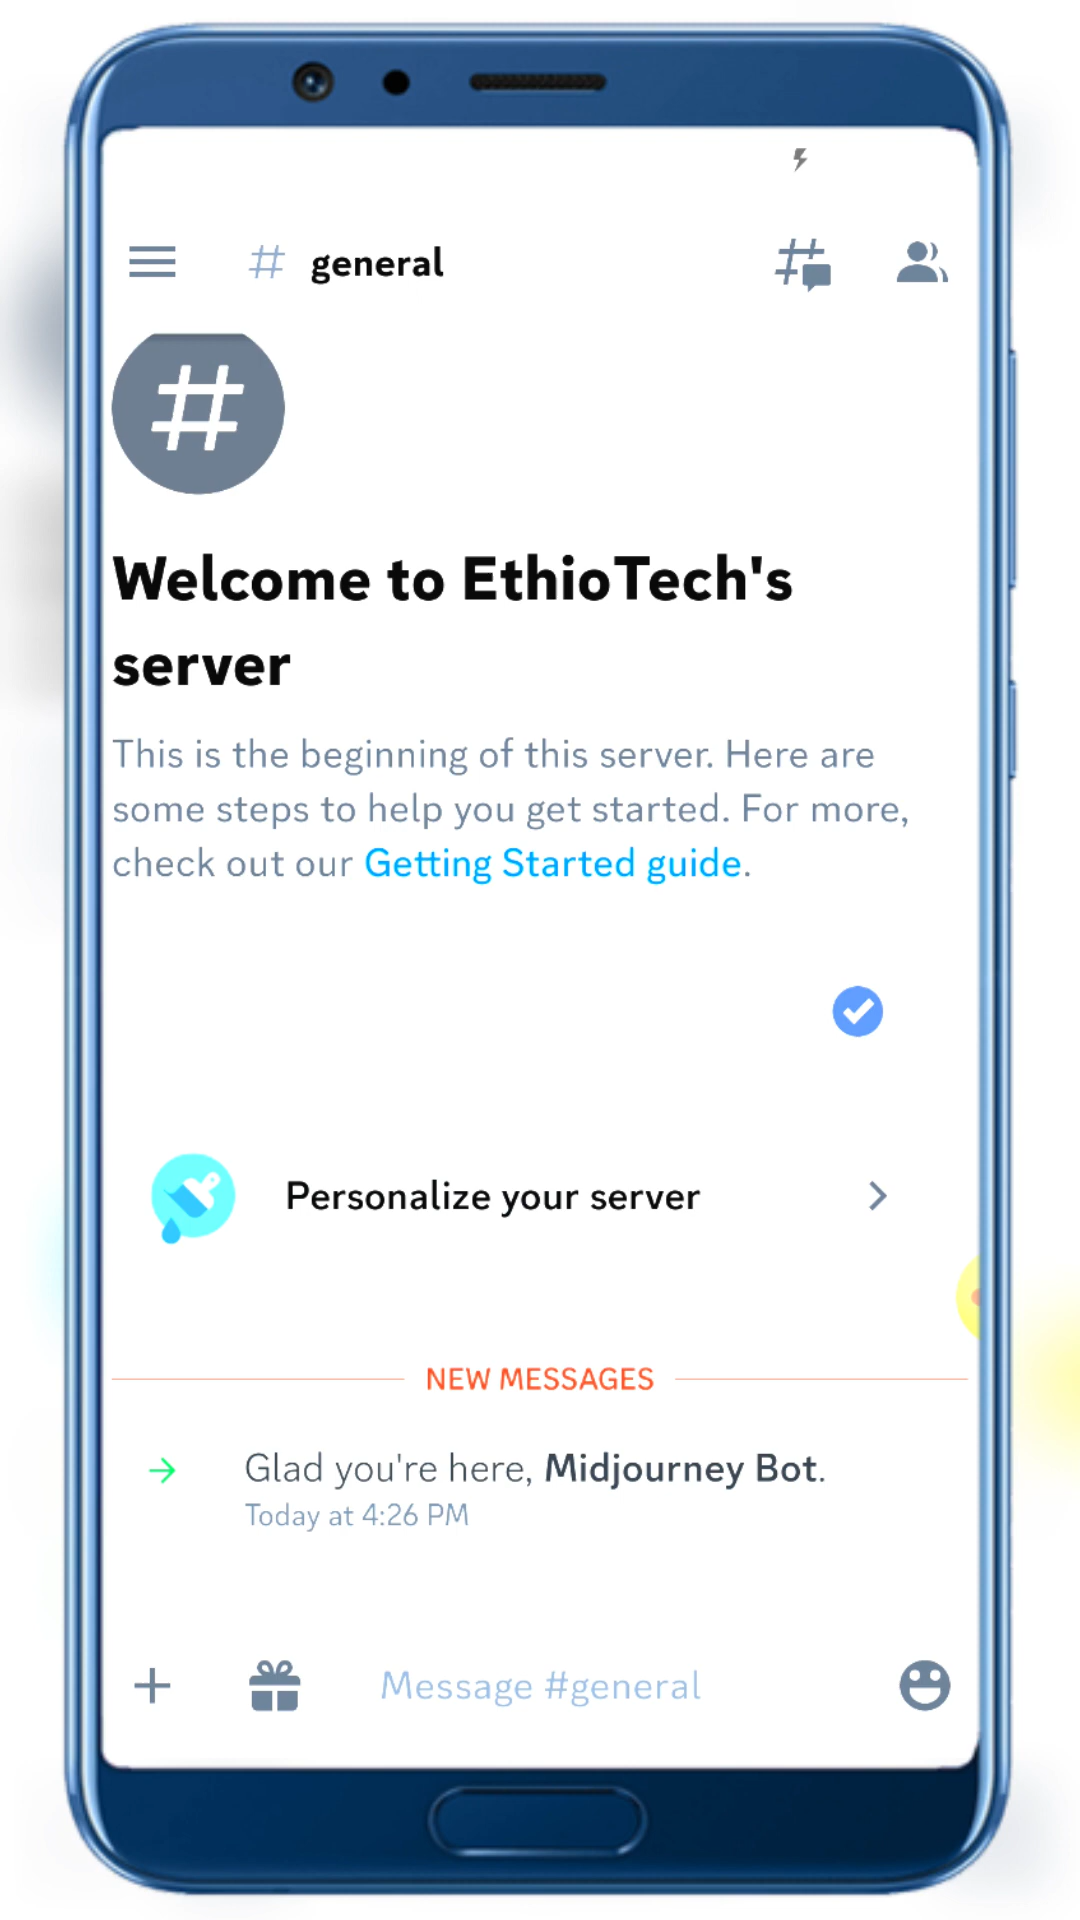 # general
Welcome to EthioTech's
server
This is the beginning of this server. Here are
some steps to help you get started. For more,
check out our Getting Started guide.
Personalize your server
NEW MESSAGES
Glad you're here, Midjourney Bot.
Today at 4:26 PM
Message #general